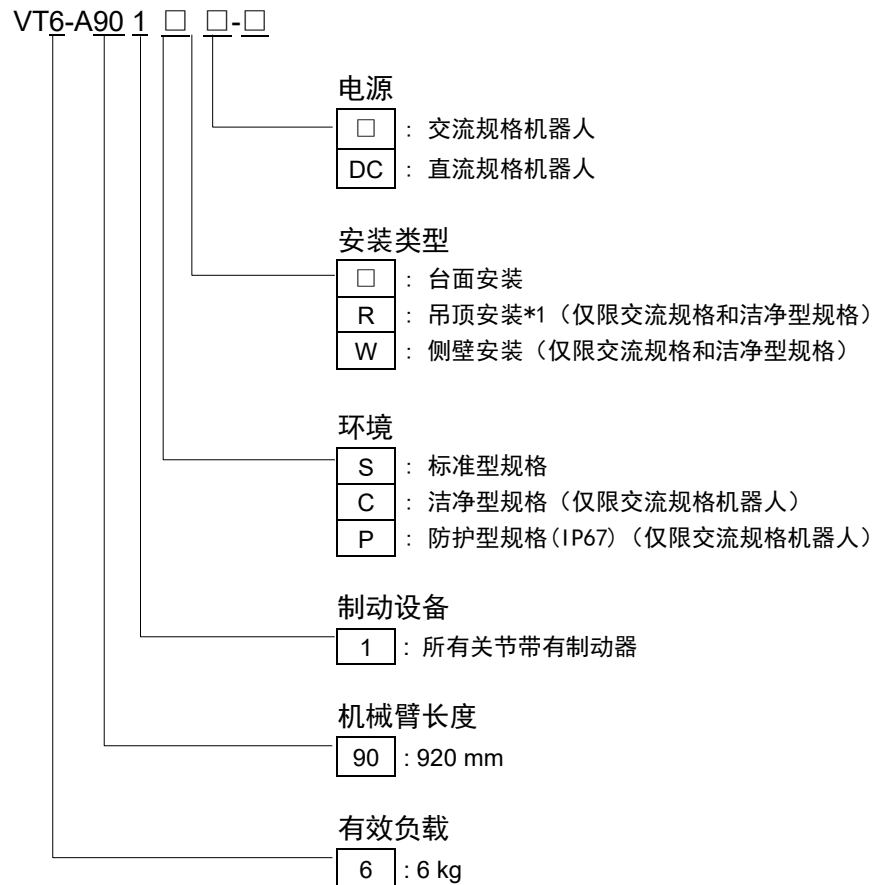 VT6-A90 1 □ □-□
电源
□ : 交流规格机器人
DC : 直流规格机器人
安装类型
□ : 台面安装
R : 吊顶安装*1（仅限交流规格和洁净型规格）
W : 侧壁安装（仅限交流规格和洁净型规格）
环境
S : 标准型规格
C : 洁净型规格（仅限交流规格机器人）
P : 防护型规格(IP67)（仅限交流规格机器人）
制动设备
1 : 所有关节带有制动器
机械臂长度
90 : 920 mm
有效负载
6 : 6 kg